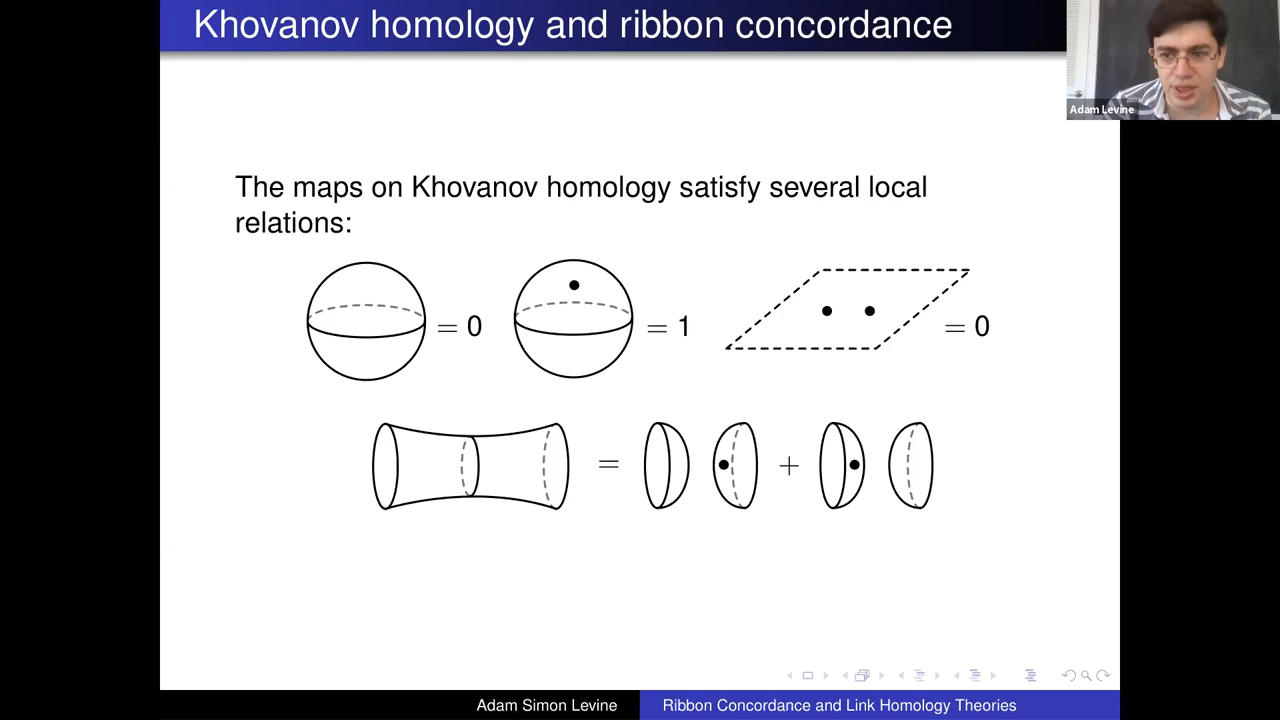 Khovanov homology and ribbon concordance
Adam Levine
The maps on Khovanov homology satisfy several local
relations:
= 0
= 1
= 0
=
+
Adam Simon Levine
Ribbon Concordance and Link Homology Theories